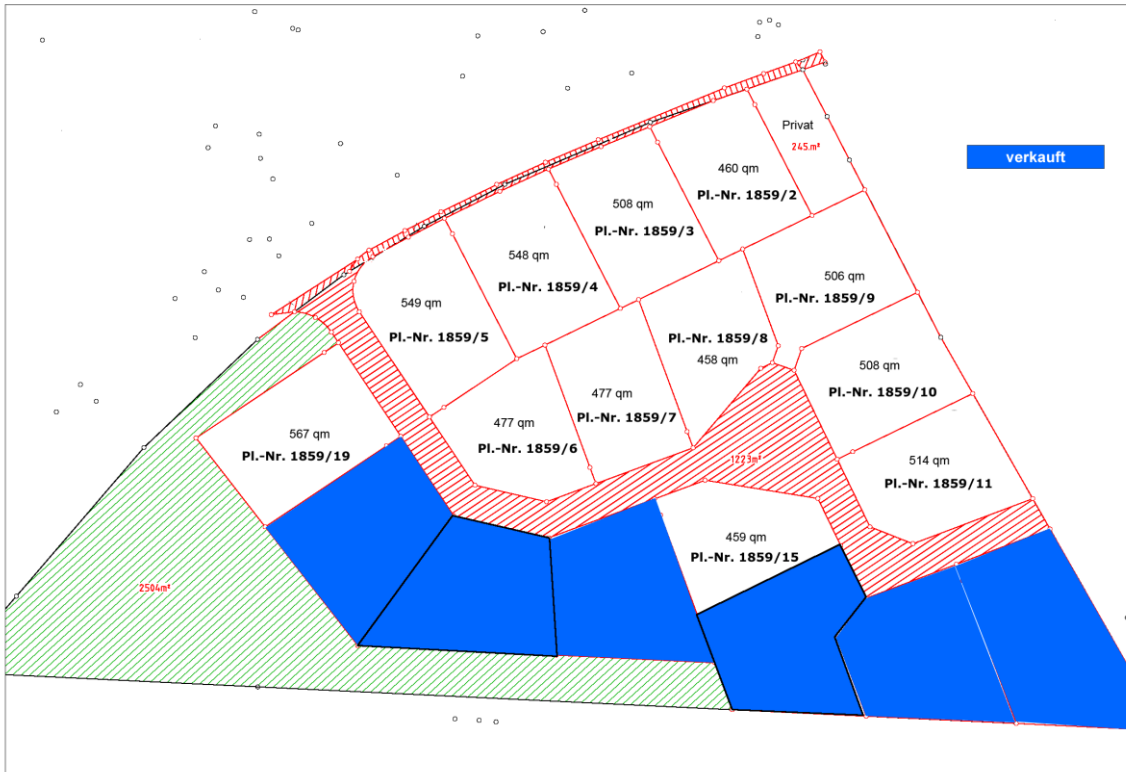 Privat
245.m²
verkauft
460 qm
Pl.-Nr. 1859/2
508 qm
Pl.-Nr. 1859/3
548 qm
Pl.-Nr. 1859/4
506 qm
Pl.-Nr. 1859/9
549 qm
Pl.-Nr. 1859/5
Pl.-Nr. 1859/8
458 qm
508 qm
Pl.-Nr. 1859/10
477 qm
Pl.-Nr. 1859/7
477 qm
Pl.-Nr. 1859/6
567 qm
Pl.-Nr. 1859/19
1223m²
514 qm
Pl.-Nr. 1859/11
459 qm
Pl.-Nr. 1859/15
2504m²